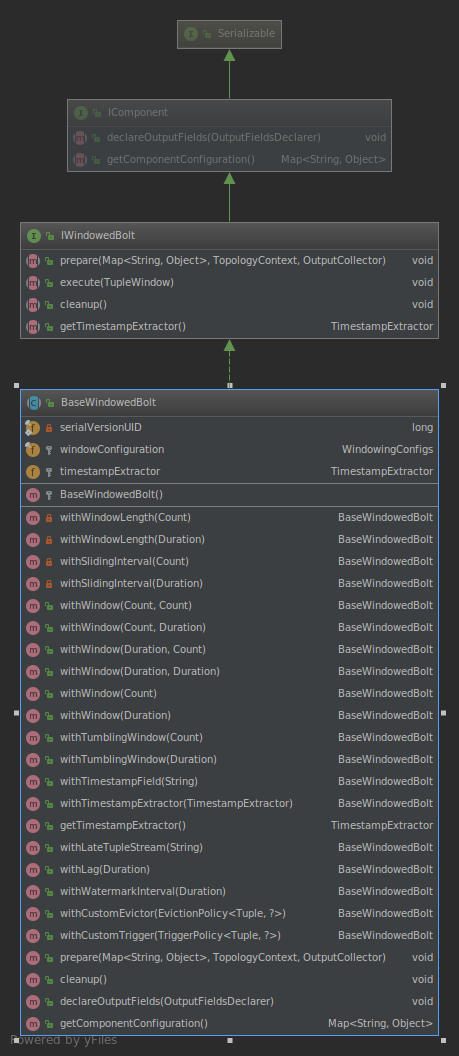 Serializable
IComponent
declareOutputFields(OutputFieldsDeclarer) void
getComponentConfiguration() Map<String, Object>
IWindowedBolt
prepare(Map<String, Object>, TopologyContext, OutputCollector) void
execute(TupleWindow) void
cleanup() void
getTimestampExtractor() TimestampExtractor
BaseWindowedBolt
serialVersionUID long
windowConfiguration WindowingConfigs
timestampExtractor TimestampExtractor
BaseWindowedBolt()
withWindowLength(Count) BaseWindowedBolt
withWindowLength(Duration) BaseWindowedBolt
withSlidingInterval(Count) BaseWindowedBolt
withSlidingInterval(Duration) BaseWindowedBolt
withWindow(Count, Count) BaseWindowedBolt
withWindow(Count, Duration) BaseWindowedBolt
withWindow(Duration, Count) BaseWindowedBolt
withWindow(Duration, Duration) BaseWindowedBolt
withWindow(Count) BaseWindowedBolt
withWindow(Duration) BaseWindowedBolt
withTumblingWindow(Count) BaseWindowedBolt
withTumblingWindow(Duration) BaseWindowedBolt
withTimestampField(String) BaseWindowedBolt
withTimestampExtractor(TimestampExtractor) BaseWindowedBolt
getTimestampExtractor() TimestampExtractor
withLateTupleStream(String) BaseWindowedBolt
withLag(Duration) BaseWindowedBolt
withWatermarkInterval(Duration) BaseWindowedBolt
withCustomEvictor(EvictionPolicy<Tuple, ?>) BaseWindowedBolt
withCustomTrigger(TriggerPolicy<Tuple, ?>) BaseWindowedBolt
prepare(Map<String, Object>, TopologyContext, OutputCollector) void
cleanup() void
declareOutputFields(OutputFieldsDeclarer) void
getComponentConfiguration() Map<String, Object>
Powered by yFiles